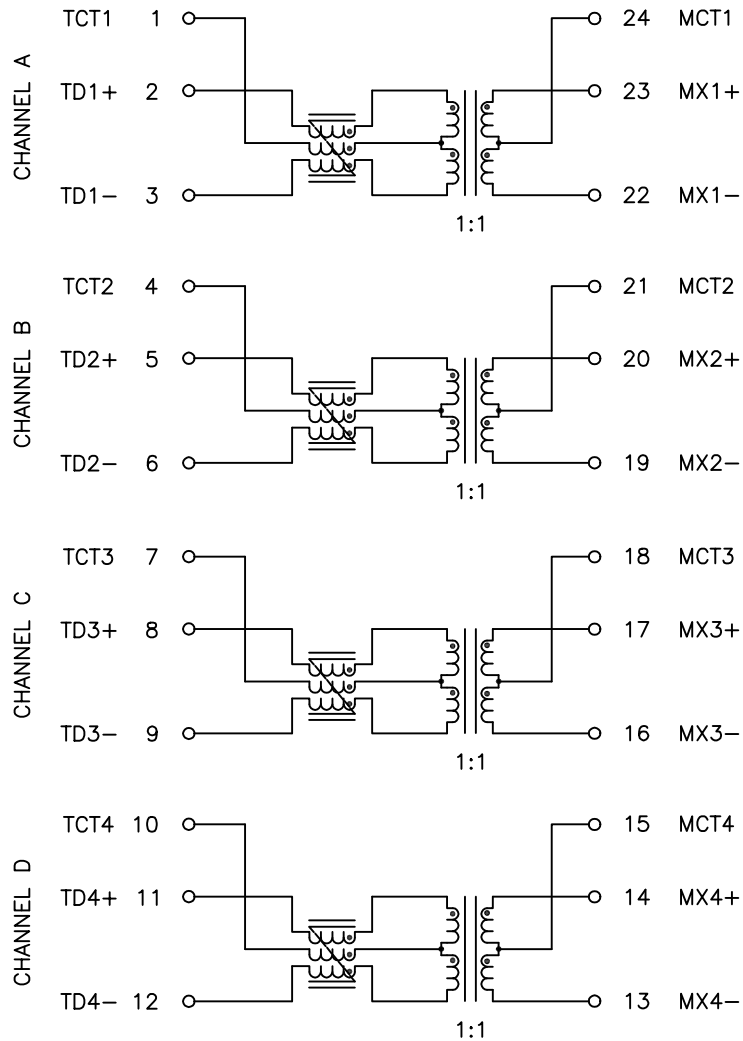 CHANNEL A
TCT1 1 24 MCT1
TD1+ 2 23 MX1+
TD1− 3 22 MX1−
1:1
CHANNEL B
TCT2 4 21 MCT2
TD2+ 5 20 MX2+
TD2− 6 19 MX2−
1:1
CHANNEL C
TCT3 7 18 MCT3
TD3+ 8 17 MX3+
TD3− 9 16 MX3−
1:1
CHANNEL D
TCT4 10 15 MCT4
TD4+ 11 14 MX4+
TD4− 12 13 MX4−
1:1